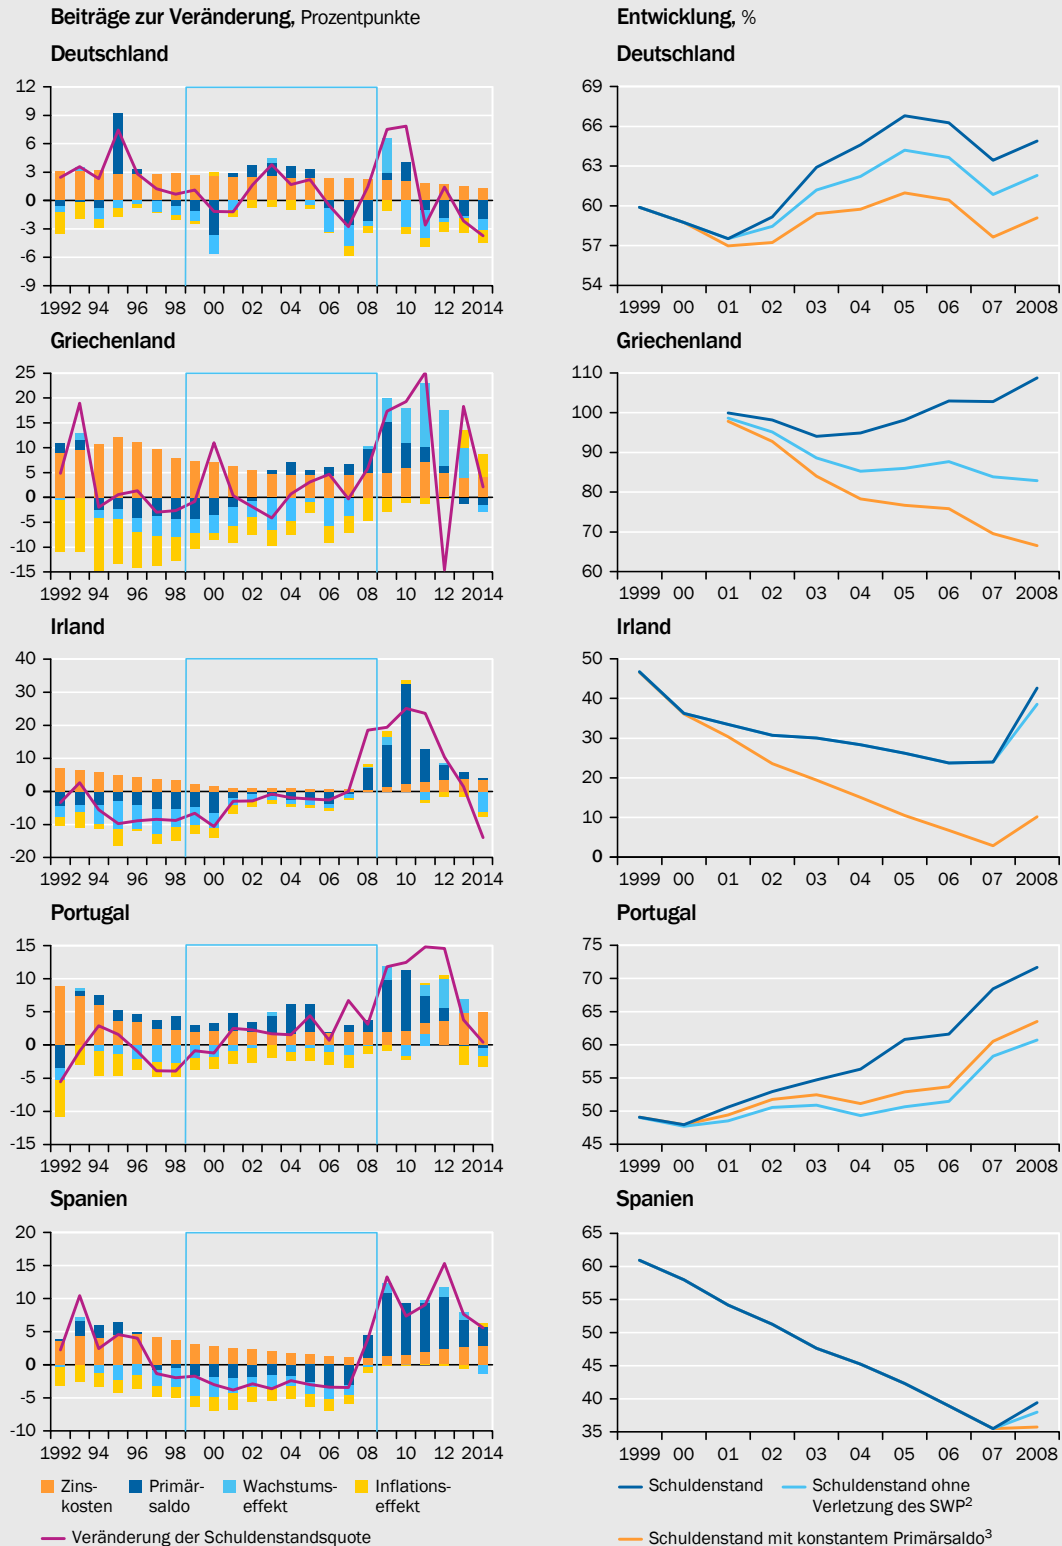 Beiträge zur Veränderung, Prozentpunkte
Deutschland
12
9
6
3
0
-3
-6
-9
1992 94 96 98 00 02 04 06 08 10 12 2014
Griechenland
25
20
15
10
5
0
-5
-10
-15
1992 94 96 98 00 02 04 06 08 10 12 2014
Irland
40
30
20
10
0
-10
-20
1992 94 96 98 00 02 04 06 08 10 12 2014
Portugal
15
10
5
0
-5
-10
-15
1992 94 96 98 00 02 04 06 08 10 12 2014
Spanien
20
15
10
5
0
-5
-10
1992 94 96 98 00 02 04 06 08 10 12 2014
Zins-
kosten
Primär-
saldo
Wachstums-
effekt
Inflations-
effekt
Veränderung der Schuldenstandsquote
Entwicklung, %
Deutschland
69
66
63
60
57
54
1999 00 01 02 03 04 05 06 07 2008
Griechenland
110
100
90
80
70
60
1999 00 01 02 03 04 05 06 07 2008
Irland
50
40
30
20
10
0
1999 00 01 02 03 04 05 06 07 2008
Portugal
75
70
65
60
55
50
45
1999 00 01 02 03 04 05 06 07 2008
Spanien
65
60
55
50
45
40
35
1999 00 01 02 03 04 05 06 07 2008
Schuldenstand
Schuldenstand ohne
Verletzung des SWP²
Schuldenstand mit konstantem Primärsaldo³